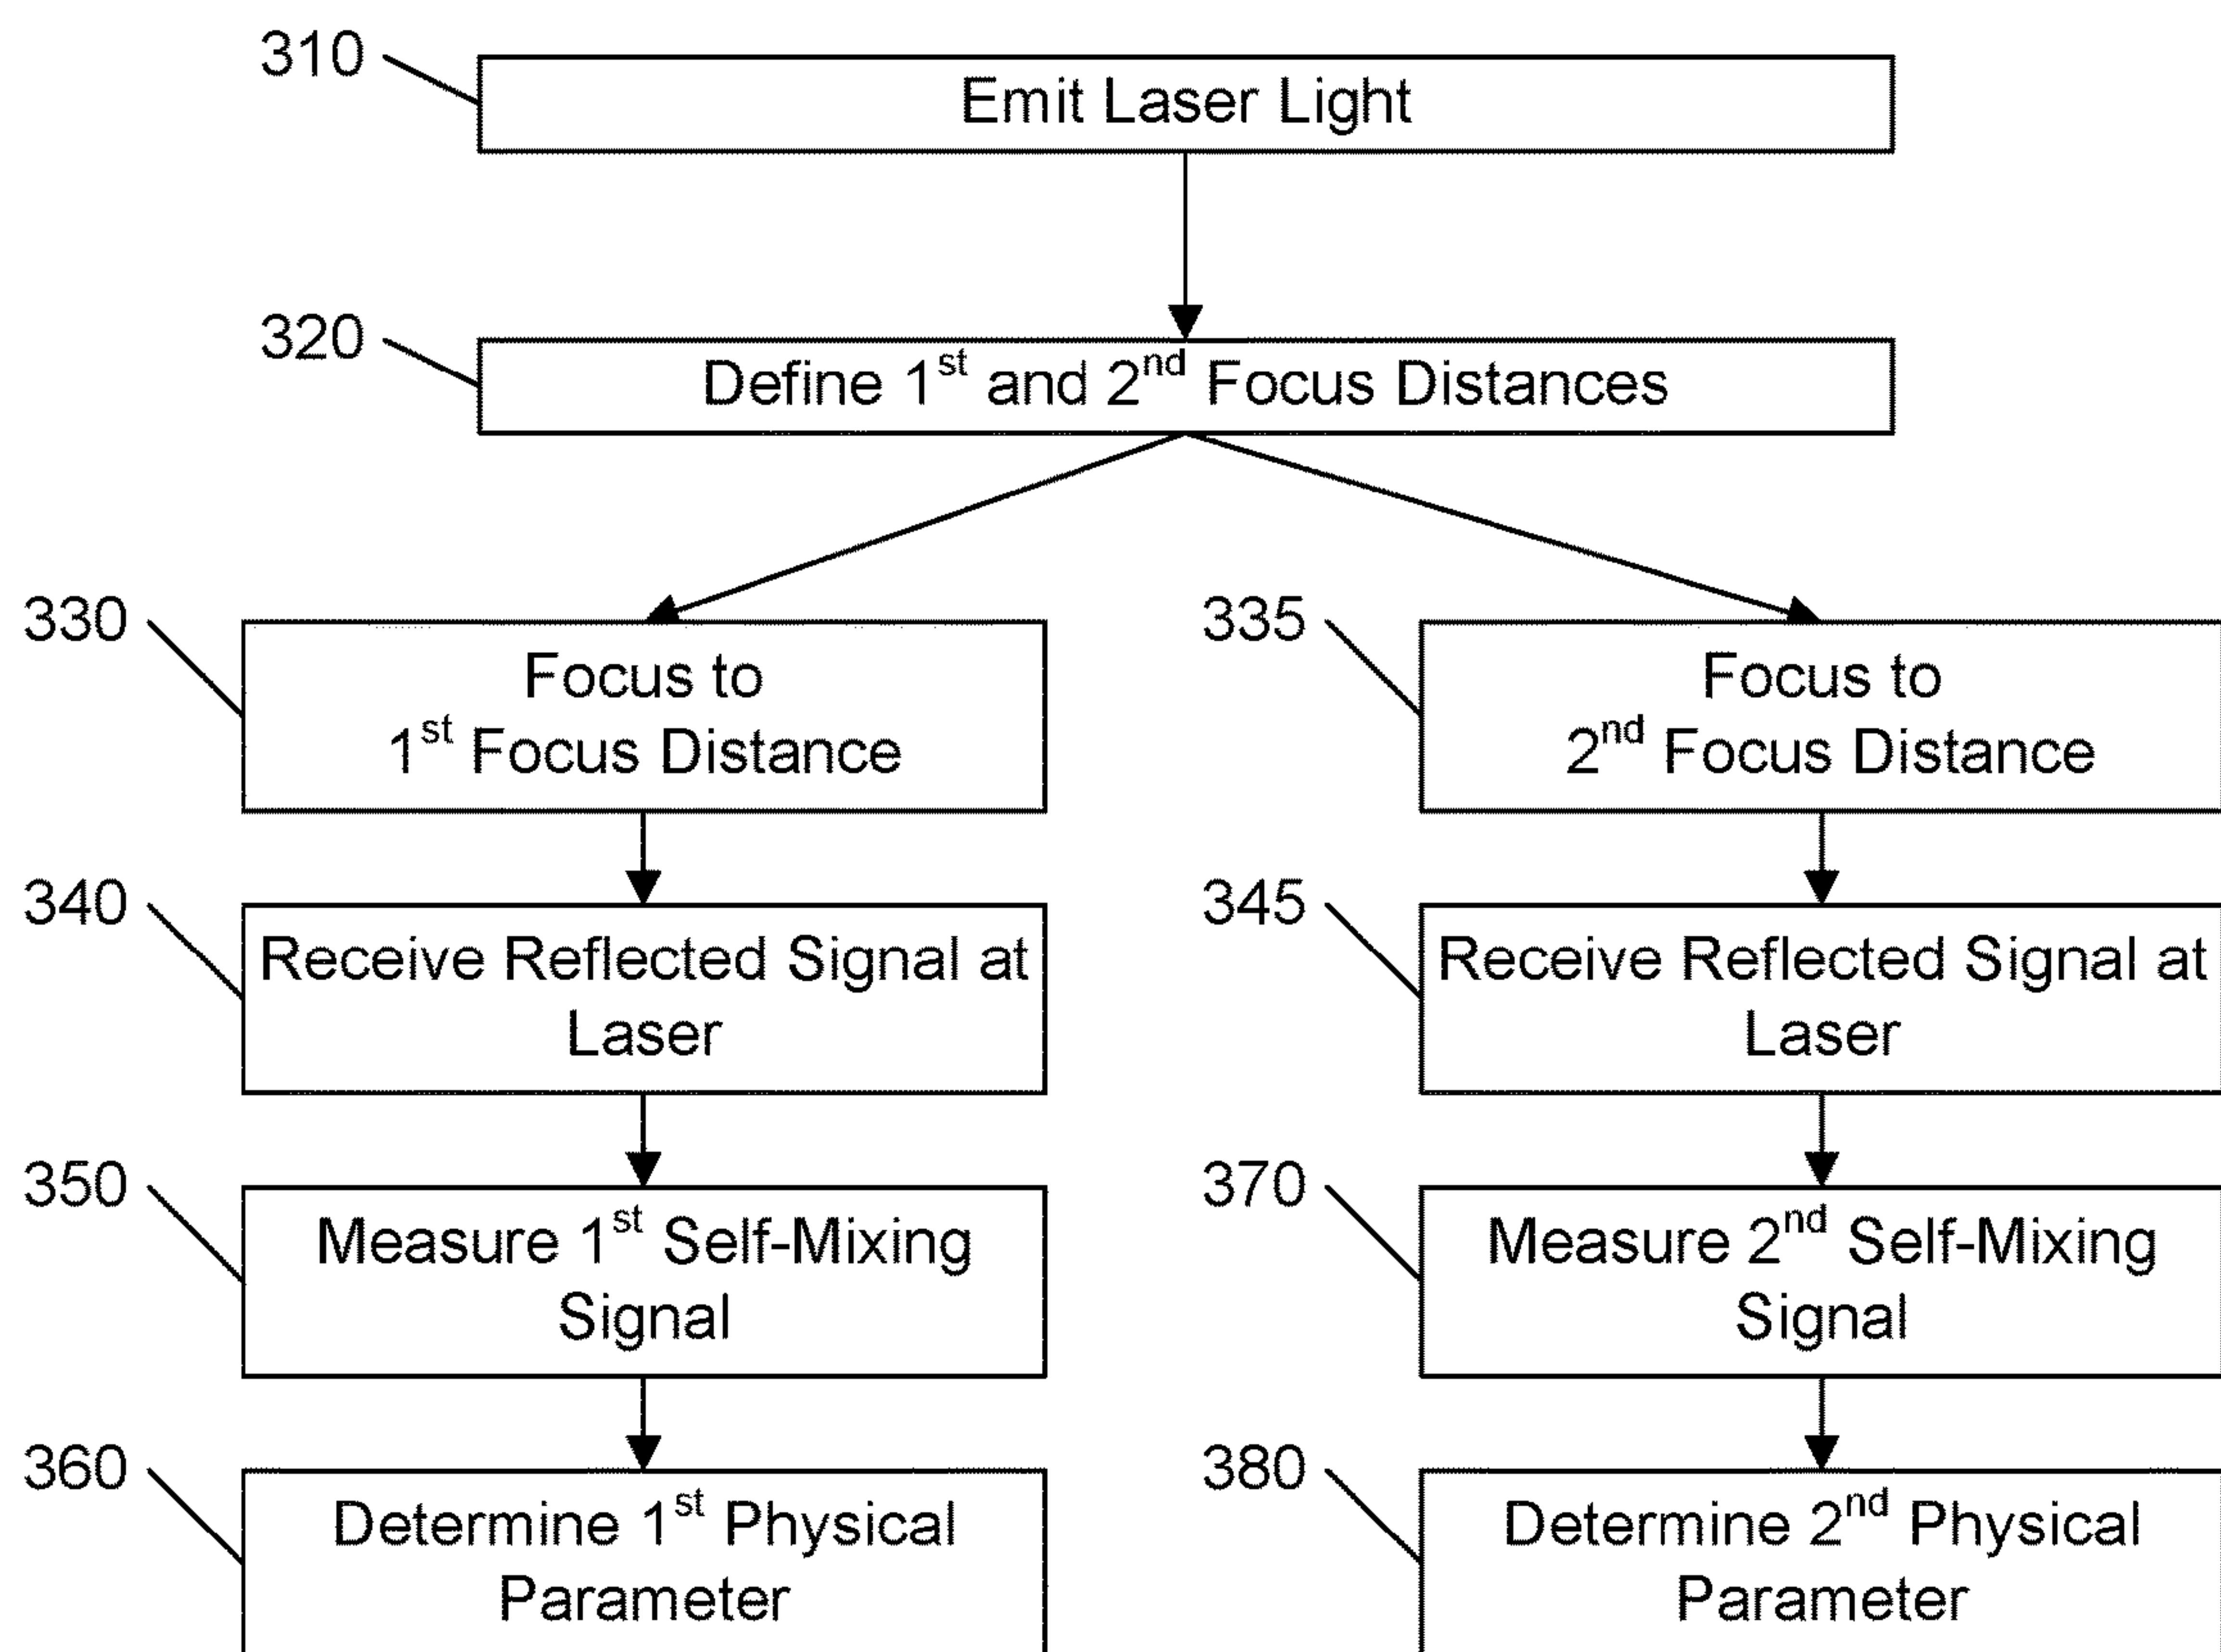 310
Emit Laser Light
320
Define 1st and 2nd Focus Distances
330
Focus to
1st Focus Distance
335
Focus to
2nd Focus Distance
340
Receive Reflected Signal at
Laser
345
Receive Reflected Signal at
Laser
350
Measure 1st Self-Mixing
Signal
370
Measure 2nd Self-Mixing
Signal
360
Determine 1st Physical
Parameter
380
Determine 2nd Physical
Parameter